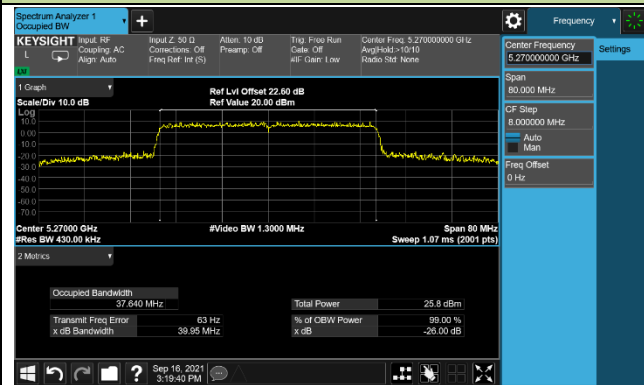 Spectrum Analyzer 1
Occupied BW
+
Frequency
KEYSIGHT
L
Input: RF
Coupling: AC
Align: Auto
Input Z: 50 Ω
Corrections: Off
Freq Ref: Int (S)
Atten: 10 dB
Preamp: Off
Trig: Free Run
Gate: Off
#IF Gain: Low
Center Freq: 5.270000000 GHz
Avg|Hold:>10/10
Radio Std: None
Center Frequency
5.270000000 GHz
Settings
Span
80.000 MHz
CF Step
8.000000 MHz
Auto
Man
Freq Offset
0 Hz
1 Graph
Scale/Div 10.0 dB
Ref Lvl Offset 22.60 dB
Ref Value 20.00 dBm
Log
10.0
0.00
-10.0
-20.0
-30.0
-40.0
-50.0
-60.0
-70.0
Center 5.27000 GHz
#Video BW 1.3000 MHz
Span 80 MHz
#Res BW 430.00 kHz
Sweep 1.07 ms (2001 pts)
2 Metrics
Occupied Bandwidth
37.640 MHz
Total Power 25.8 dBm
Transmit Freq Error 63 Hz
% of OBW Power 99.00 %
x dB Bandwidth 39.95 MHz
x dB -26.00 dB
?
Sep 16, 2021
3:19:40 PM